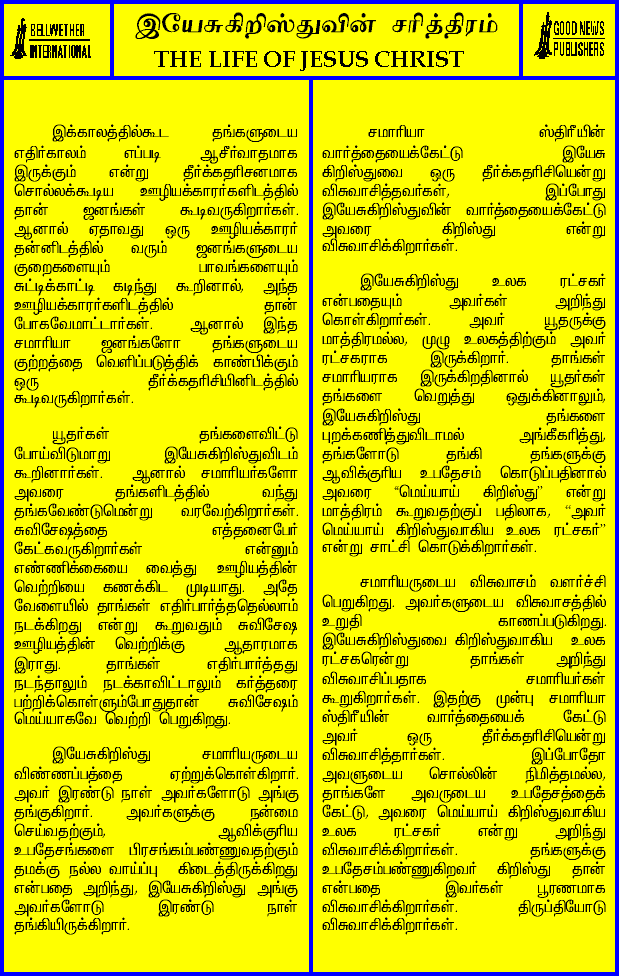 BELLWETHER
INTERNATIONAL
இயேசுகிறிஸ்துவின் சரித்திரம்
THE LIFE OF JESUS CHRIST
GOOD NEWS
PUBLISHERS
இக்காலத்தில்கூட தங்களுடைய
எதிர்காலம் எப்படி ஆசீர்வாதமாக
இருக்கும் என்று தீர்க்கதரிசனமாக
சொல்லக்கூடிய ஊழியக்காரர்களிடத்தில்
தான் ஜனங்கள் கூடிவருகிறார்கள்.
ஆனால் ஏதாவது ஒரு ஊழியக்காரர்
தன்னிடத்தில் வரும் ஜனங்களுடைய
குறைகளையும் பாவங்களையும்
சுட்டிக்காட்டி கடிந்து கூறினால், அந்த
ஊழியக்காரர்களிடத்தில் தான்
போகவேமாட்டார்கள். ஆனால் இந்த
சமாரியா ஜனங்களோ தங்களுடைய
குற்றத்தை வெளிப்படுத்திக் காண்பிக்கும்
ஒரு தீர்க்கதரிசியினிடத்தில்
கூடிவருகிறார்கள்.
யூதர்கள் தங்களைவிட்டு
போய்விடுமாறு இயேசுகிறிஸ்துவிடம்
கூறினார்கள். ஆனால் சமாரியர்களோ
அவரை தங்களிடத்தில் வந்து
தங்கவேண்டுமென்று வரவேற்கிறார்கள்.
சுவிசேஷத்தை எத்தனைபேர்
கேட்கவருகிறார்கள் என்னும்
எண்ணிக்கையை வைத்து ஊழியத்தின்
வெற்றியை கணக்கிட முடியாது. அதே
வேளையில் தாங்கள் எதிர்பார்த்ததெல்லாம்
நடக்கிறது என்று கூறுவதும் சுவிசேஷ
ஊழியத்தின் வெற்றிக்கு ஆதாரமாக
இராது. தாங்கள் எதிர்பார்த்தது
நடந்தாலும் நடக்காவிட்டாலும் கர்த்தரை
பற்றிக்கொள்ளும்போதுதான் சுவிசேஷம்
மெய்யாகவே வெற்றி பெறுகிறது.
இயேசுகிறிஸ்து சமாரியருடைய
விண்ணப்பத்தை ஏற்றுக்கொள்கிறார்.
அவர் இரண்டு நாள் அவர்களோடு அங்கு
தங்குகிறார். அவர்களுக்கு நன்மை
செய்வதற்கும், ஆவிக்குரிய
உபதேசங்களை பிரசங்கம்பண்ணுவதற்கும்
தமக்கு நல்ல வாய்ப்பு கிடைத்திருக்கிறது
என்பதை அறிந்து, இயேசுகிறிஸ்து அங்கு
அவர்களோடு இரண்டு நாள்
தங்கியிருக்கிறார்.
சமாரியா ஸ்திரீயின்
வார்த்தையைக்கேட்டு இயேசு
கிறிஸ்துவை ஒரு தீர்க்கதரிசியென்று
விசுவாசித்தவர்கள், இப்போது
இயேசுகிறிஸ்துவின் வார்த்தையைக்கேட்டு
அவரை கிறிஸ்து என்று
விசுவாசிக்கிறார்கள்.
இயேசுகிறிஸ்து உலக ரட்சகர்
என்பதையும் அவர்கள் அறிந்து
கொள்கிறார்கள். அவர் யூதருக்கு
மாத்திரமல்ல, முழு உலகத்திற்கும் அவர்
ரட்சகராக இருக்கிறார். தாங்கள்
சமாரியராக இருக்கிறதினால் யூதர்கள்
தங்களை வெறுத்து ஒதுக்கினாலும்,
இயேசுகிறிஸ்து தங்களை
புறக்கணித்துவிடாமல் அங்கீகரித்து,
தங்களோடு தங்கி தங்களுக்கு
ஆவிக்குரிய உபதேசம் கொடுப்பதினால்
அவரை “மெய்யாய் கிறிஸ்து” என்று
மாத்திரம் கூறுவதற்குப் பதிலாக, “அவர்
மெய்யாய் கிறிஸ்துவாகிய உலக ரட்சகர்”
என்று சாட்சி கொடுக்கிறார்கள்.
சமாரியருடைய விசுவாசம் வளர்ச்சி
பெறுகிறது. அவர்களுடைய விசுவாசத்தில்
உறுதி காணப்படுகிறது.
இயேசுகிறிஸ்துவை கிறிஸ்துவாகிய உலக
ரட்சகரென்று தாங்கள் அறிந்து
விசுவாசிப்பதாக சமாரியர்கள்
கூறுகிறார்கள். இதற்கு முன்பு சமாரியா
ஸ்திரீயின் வார்த்தையைக் கேட்டு
அவர் ஒரு தீர்க்கதரிசியென்று
விசுவாசித்தார்கள். இப்போதோ
அவளுடைய சொல்லின் நிமித்தமல்ல,
தாங்களே அவருடைய உபதேசத்தைக்
கேட்டு, அவரை மெய்யாய் கிறிஸ்துவாகிய
உலக ரட்சகர் என்று அறிந்து
விசுவாசிக்கிறார்கள். தங்களுக்கு
உபதேசம்பண்ணுகிறவர் கிறிஸ்து தான்
என்பதை இவர்கள் பூரணமாக
விசுவாசிக்கிறார்கள். திருப்தியோடு
விசுவாசிக்கிறார்கள்.